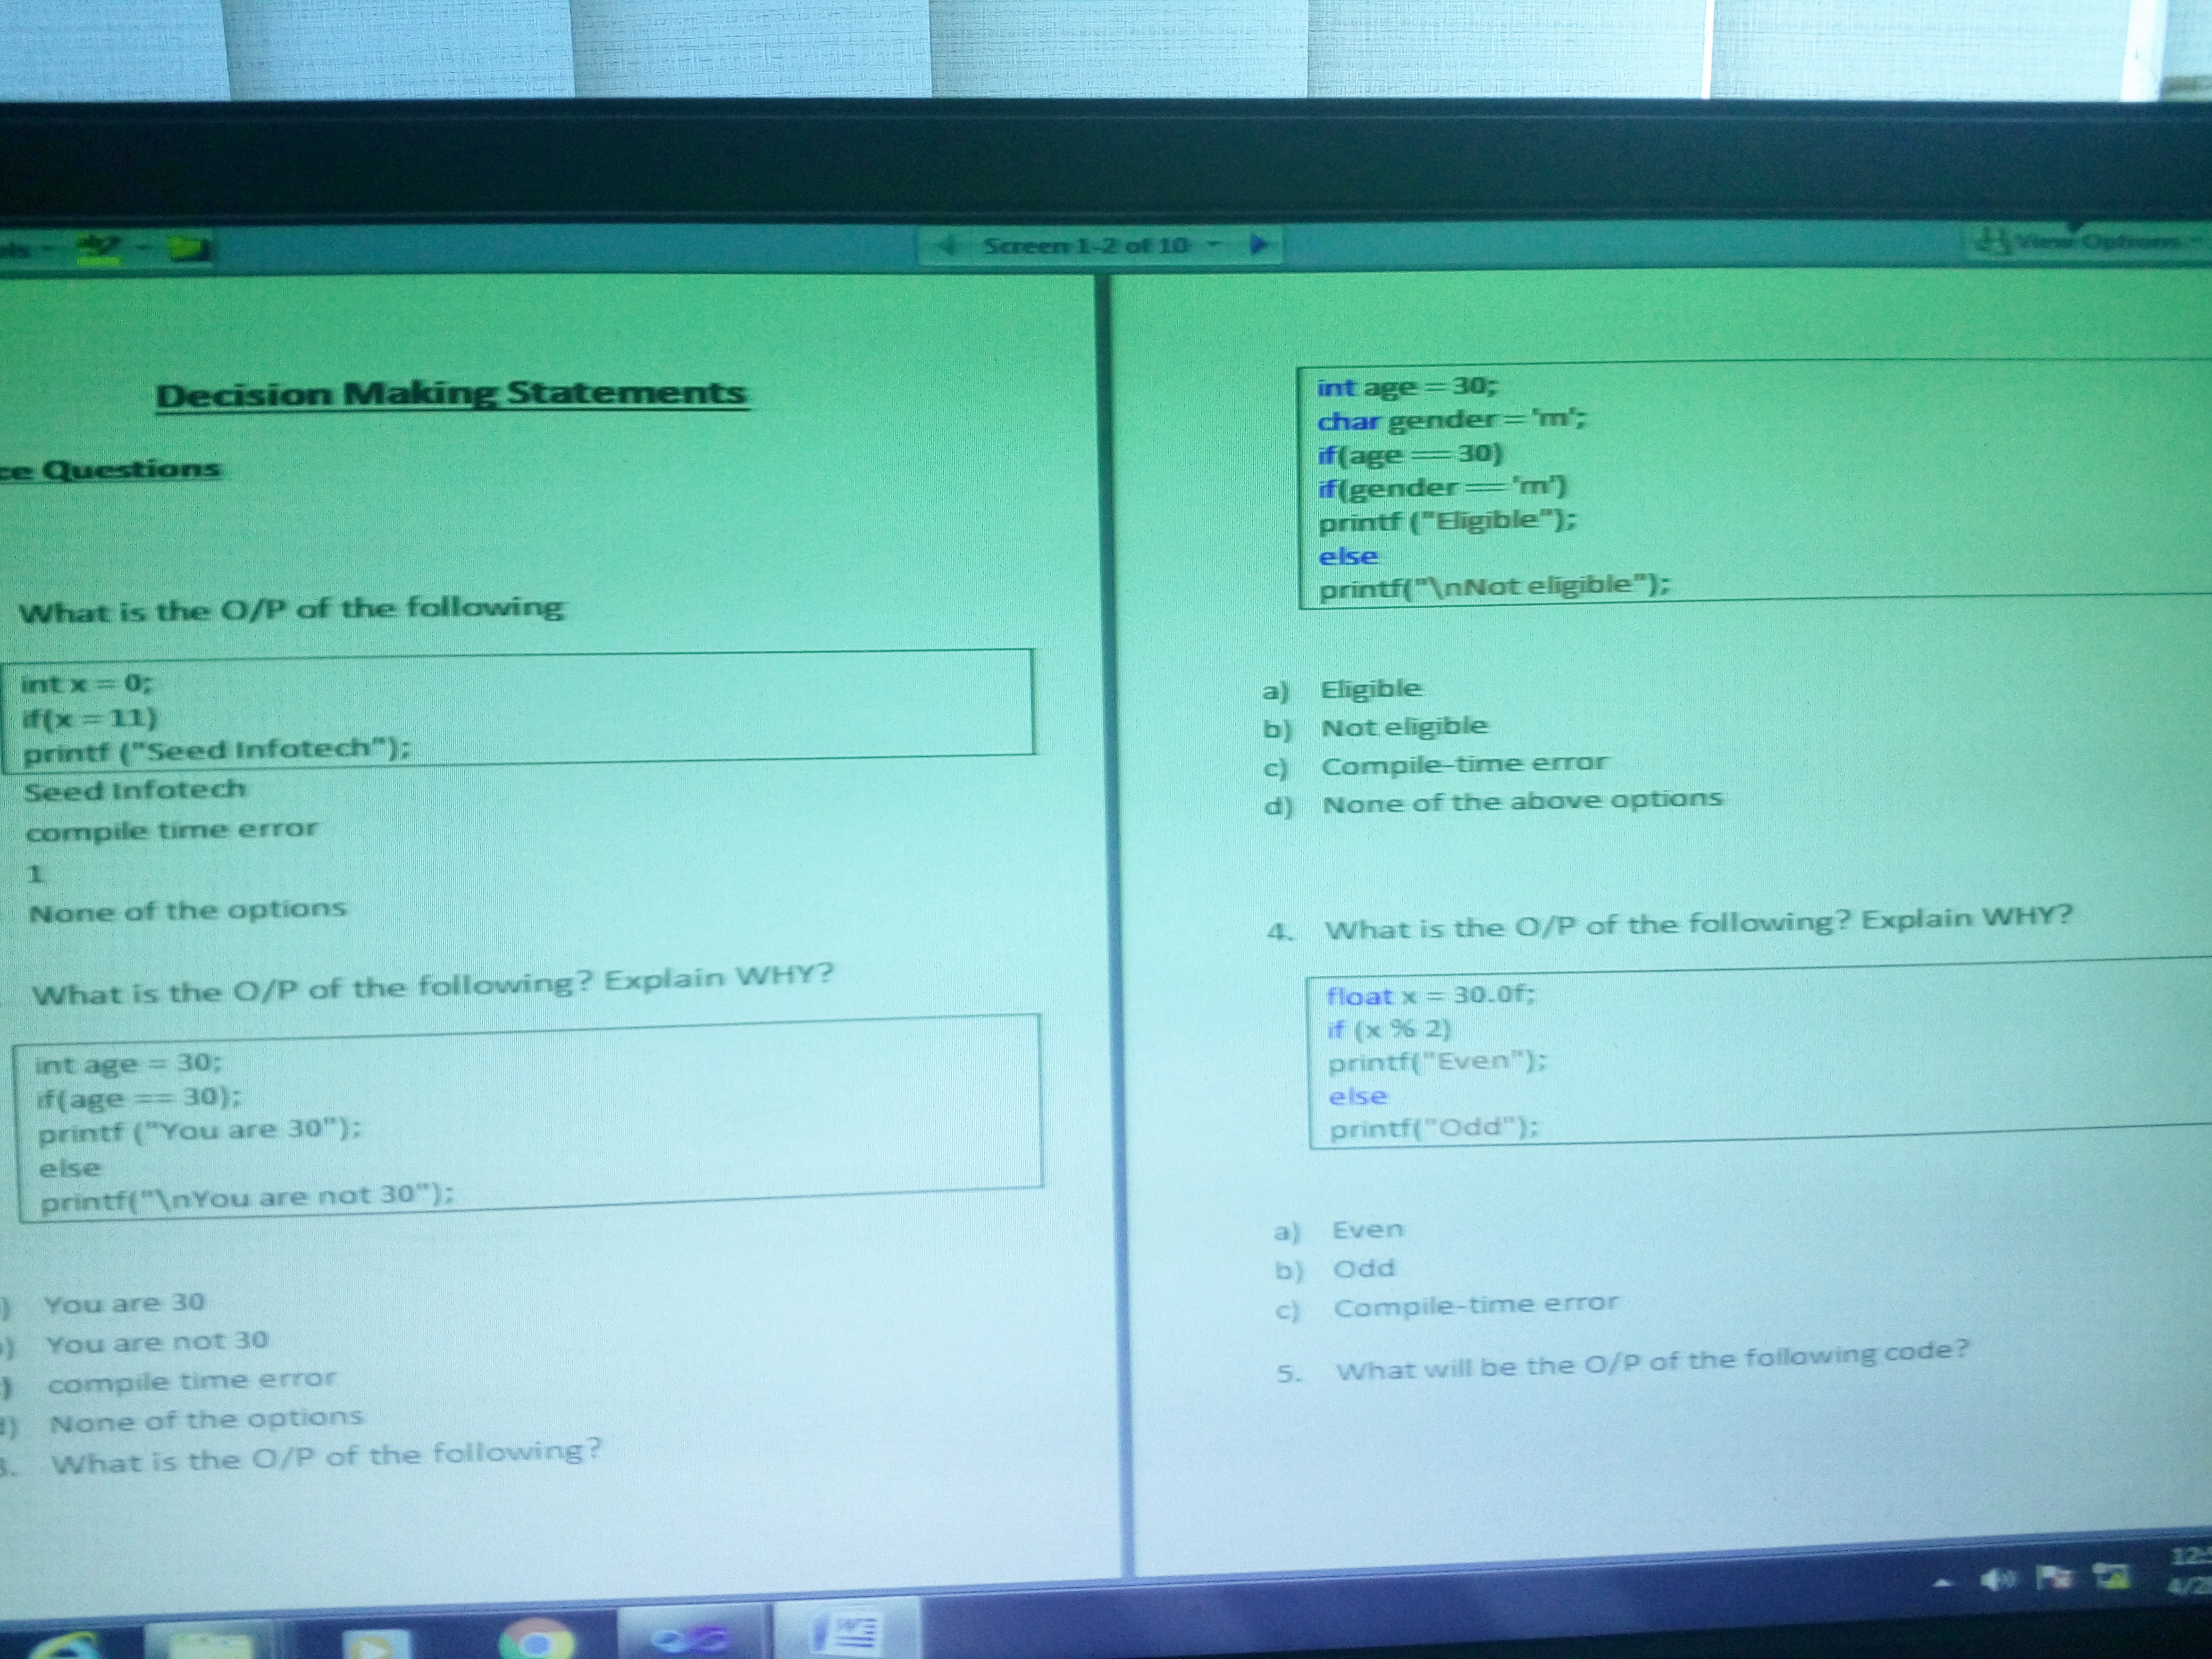 Screen 1-2 of 10
View Options
Decision Making Statements
Questions
What is the O/P of the following
int x = 0;
if(x = 11)
printf ("Seed Infotech");
Seed Infotech
compile time error
1
None of the options
What is the O/P of the following? Explain WHY?
int age = 30;
if(age == 30);
printf ("You are 30");
else
printf("\nYou are not 30");
) You are 30
) You are not 30
) compile time error
) None of the options
3. What is the O/P of the following?
int age = 30;
char gender = 'm';
if(age == 30)
if(gender == 'm')
printf ("Eligible");
else
printf("\nNot eligible");
a) Eligible
b) Not eligible
c) Compile-time error
d) None of the above options
4. What is the O/P of the following? Explain WHY?
float x = 30.0f;
if (x % 2)
printf("Even");
else
printf("Odd");
a) Even
b) Odd
c) Compile-time error
5. What will be the O/P of the following code?